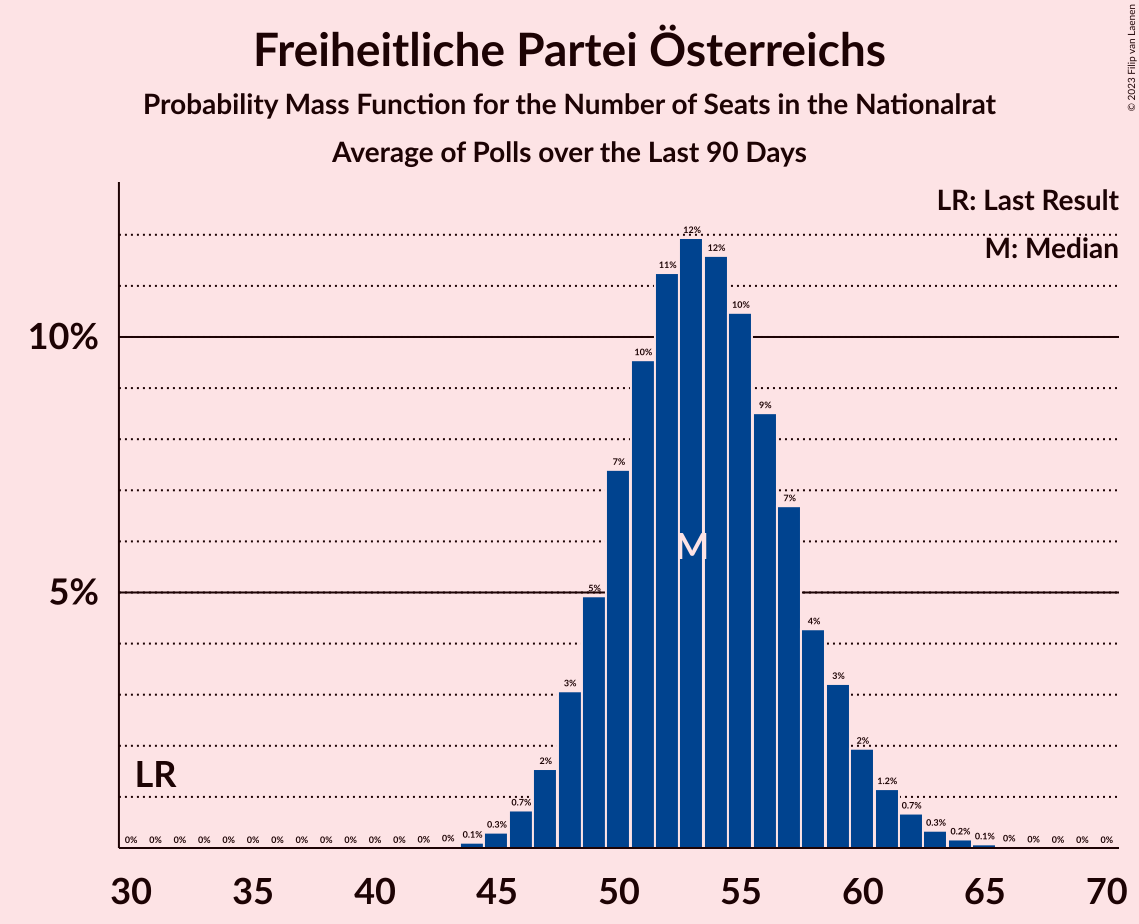 Freiheitliche Partei Österreichs
Probability Mass Function for the Number of Seats in the Nationalrat
Average of Polls over the Last 90 Days
© 2023 Filip van Laenen
LR: Last Result
M: Median
10%
5%
LR
M
0% 0% 0% 0% 0% 0% 0% 0% 0% 0% 0% 0% 0% 0% 0.1% 0.3% 0.7% 2% 3% 5% 7% 10% 11% 12% 12% 10% 9% 7% 4% 3% 2% 1.2% 0.7% 0.3% 0.2% 0.1% 0% 0% 0% 0% 0%
30 35 40 45 50 55 60 65 70